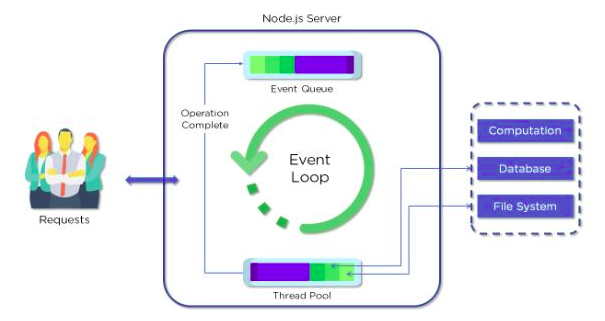 Node.js Server
Event Queue
Operation
Complete
Event
Loop
Computation
Database
File System
Requests
Thread Pool